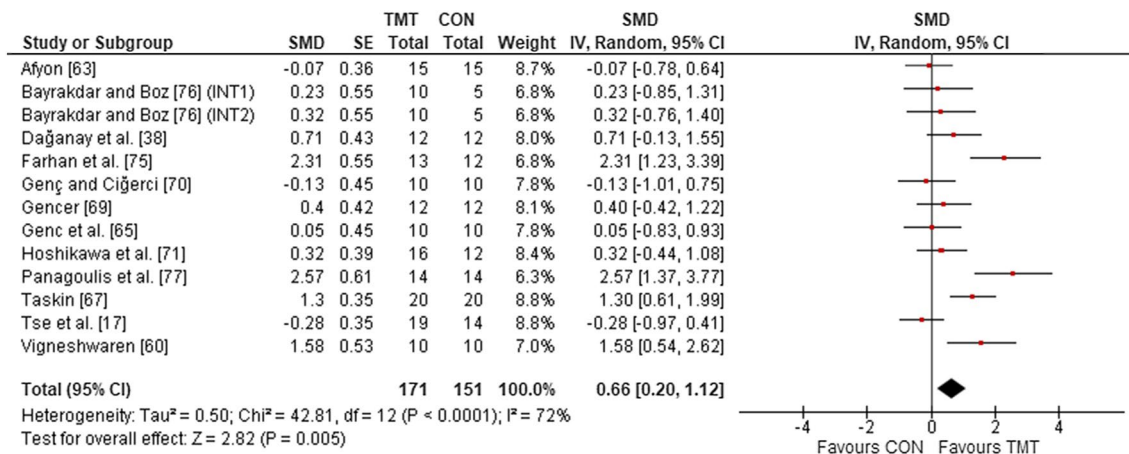 TMT CON SMD SMD
Study or Subgroup SMD SE Total Total Weight IV, Random, 95% CI IV, Random, 95% CI
Afyon [63] -0.07 0.36 15 15 8.7% -0.07 [-0.78, 0.64]
Bayrakdar and Boz [76] (INT1) 0.23 0.55 10 5 6.8% 0.23 [-0.85, 1.31]
Bayrakdar and Boz [76] (INT2) 0.32 0.55 10 5 6.8% 0.32 [-0.76, 1.40]
Dağanay et al. [38] 0.71 0.43 12 12 8.0% 0.71 [-0.13, 1.55]
Farhan et al. [75] 2.31 0.55 13 12 6.8% 2.31 [1.23, 3.39]
Genç and Ciğerci [70] -0.13 0.45 10 10 7.8% -0.13 [-1.01, 0.75]
Gencer [69] 0.4 0.42 12 12 8.1% 0.40 [-0.42, 1.22]
Genc et al. [65] 0.05 0.45 10 10 7.8% 0.05 [-0.83, 0.93]
Hoshikawa et al. [71] 0.32 0.39 16 12 8.4% 0.32 [-0.44, 1.08]
Panagoulis et al. [77] 2.57 0.61 14 14 6.3% 2.57 [1.37, 3.77]
Taskin [67] 1.3 0.35 20 20 8.8% 1.30 [0.61, 1.99]
Tse et al. [17] -0.28 0.35 19 14 8.8% -0.28 [-0.97, 0.41]
Vigneshwaren [60] 1.58 0.53 10 10 7.0% 1.58 [0.54, 2.62]
Total (95% CI) 171 151 100.0% 0.66 [0.20, 1.12]
Heterogeneity: Tau² = 0.50; Chi² = 42.81, df = 12 (P < 0.0001); I² = 72%
Test for overall effect: Z = 2.82 (P = 0.005)
-4 -2 0 2 4
Favours CON Favours TMT